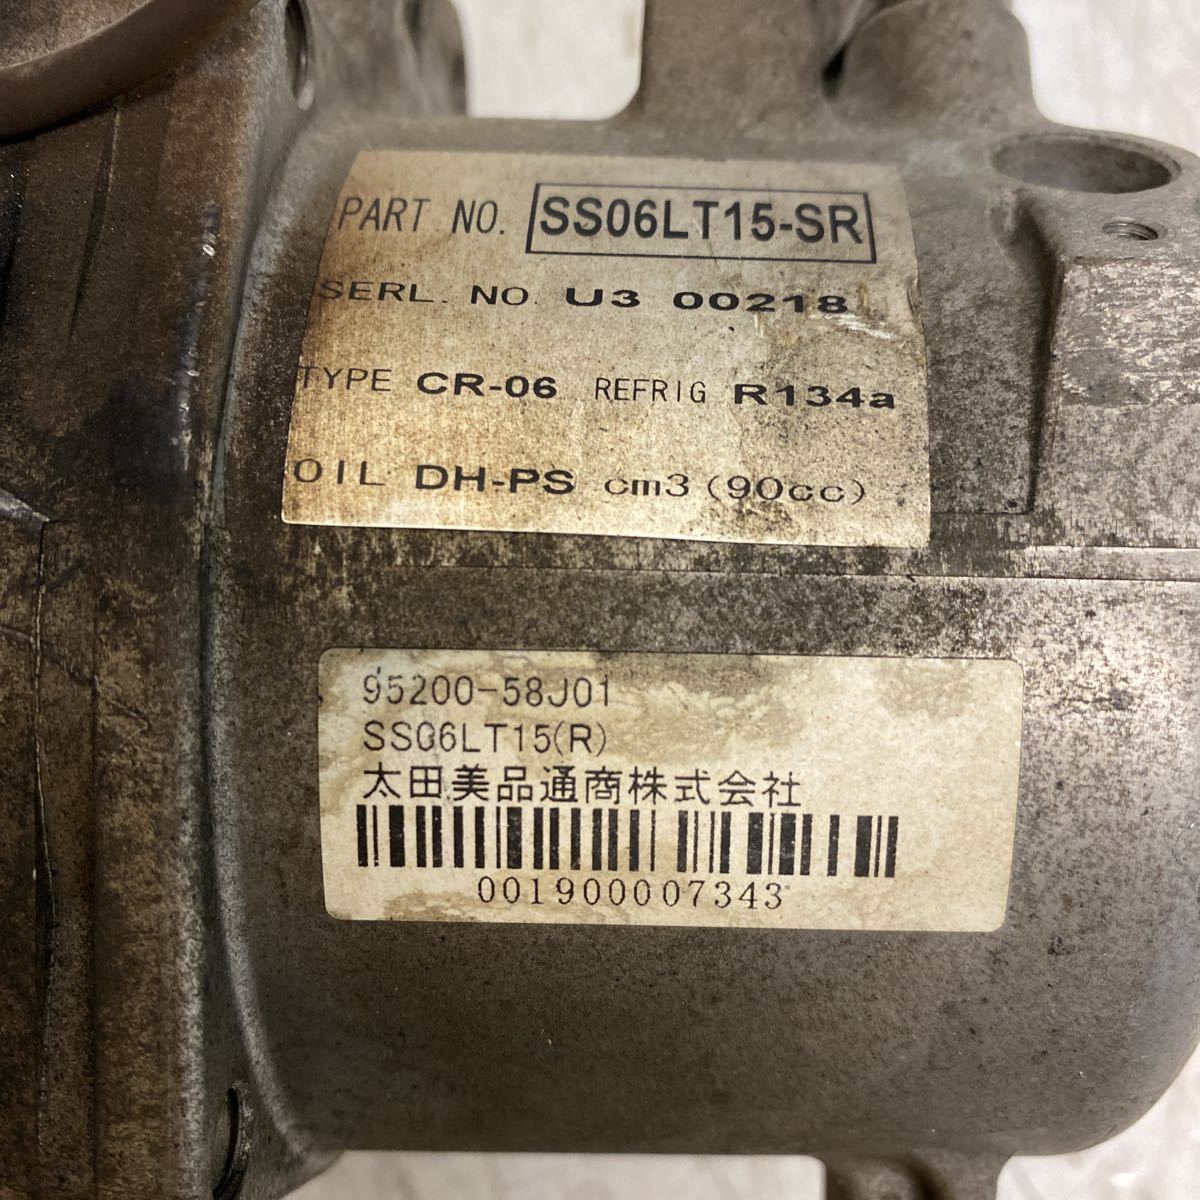 PART NO. SS06LT15-SR
SERL. NO. U3 00218
TYPE CR-06 REFRIG R134a
OIL DH-PS cm3 (90cc)
95200-58J01
SS06LT15(R)
太田美品通商株式会社
001900007343